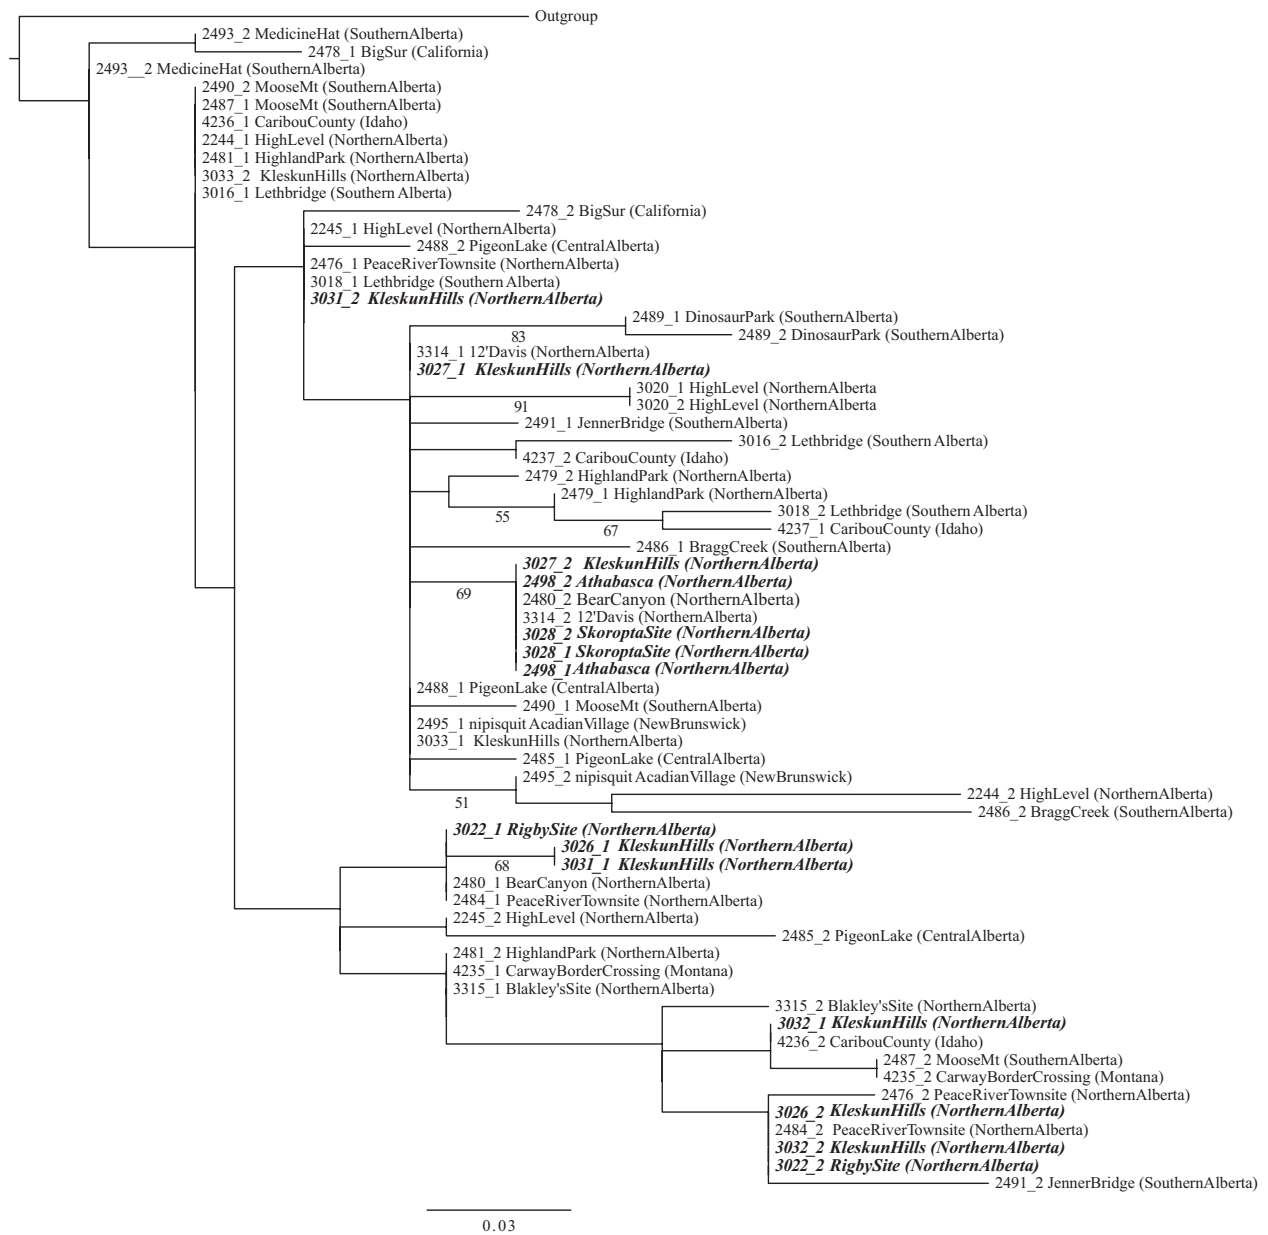 Outgroup
2493_2 MedicineHat (SouthernAlberta)
2478_1 BigSur (California)
2493__2 MedicineHat (SouthernAlberta)
2490_2 MooseMt (SouthernAlberta)
2487_1 MooseMt (SouthernAlberta)
4236_1 CaribouCounty (Idaho)
2244_1 HighLevel (NorthernAlberta)
2481_1 HighlandPark (NorthernAlberta)
3033_2 KleskunHills (NorthernAlberta)
3016_1 Lethbridge (Southern Alberta)
2478_2 BigSur (California)
2245_1 HighLevel (NorthernAlberta)
2488_2 PigeonLake (CentralAlberta)
2476_1 PeaceRiverTownsite (NorthernAlberta)
3018_1 Lethbridge (Southern Alberta)
3031_2 KleskunHills (NorthernAlberta)
2489_1 DinosaurPark (SouthernAlberta)
83
2489_2 DinosaurPark (SouthernAlberta)
3314_1 12'Davis (NorthernAlberta)
3027_1 KleskunHills (NorthernAlberta)
3020_1 HighLevel (NorthernAlberta
91
3020_2 HighLevel (NorthernAlberta
2491_1 JennerBridge (SouthernAlberta)
3016_2 Lethbridge (Southern Alberta)
4237_2 CaribouCounty (Idaho)
2479_2 HighlandPark (NorthernAlberta)
2479_1 HighlandPark (NorthernAlberta)
55
3018_2 Lethbridge (Southern Alberta)
67
4237_1 CaribouCounty (Idaho)
2486_1 BraggCreek (SouthernAlberta)
3027_2 KleskunHills (NorthernAlberta)
2498_2 Athabasca (NorthernAlberta)
69
2480_2 BearCanyon (NorthernAlberta)
3314_2 12'Davis (NorthernAlberta)
3028_2 SkoroptaSite (NorthernAlberta)
3028_1 SkoroptaSite (NorthernAlberta)
2498_1 Athabasca (NorthernAlberta)
2488_1 PigeonLake (CentralAlberta)
2490_1 MooseMt (SouthernAlberta)
2495_1 nipisquit AcadianVillage (NewBrunswick)
3033_1 KleskunHills (NorthernAlberta)
2485_1 PigeonLake (CentralAlberta)
2495_2 nipisquit AcadianVillage (NewBrunswick)
51
2244_2 HighLevel (NorthernAlberta)
2486_2 BraggCreek (SouthernAlberta)
3022_1 RigbySite (NorthernAlberta)
3026_1 KleskunHills (NorthernAlberta)
68
3031_1 KleskunHills (NorthernAlberta)
2480_1 BearCanyon (NorthernAlberta)
2484_1 PeaceRiverTownsite (NorthernAlberta)
2245_2 HighLevel (NorthernAlberta)
2485_2 PigeonLake (CentralAlberta)
2481_2 HighlandPark (NorthernAlberta)
4235_1 CarwayBorderCrossing (Montana)
3315_1 Blakley'sSite (NorthernAlberta)
3315_2 Blakley'sSite (NorthernAlberta)
3032_1 KleskunHills (NorthernAlberta)
4236_2 CaribouCounty (Idaho)
2487_2 MooseMt (SouthernAlberta)
4235_2 CarwayBorderCrossing (Montana)
2476_2 PeaceRiverTownsite (NorthernAlberta)
3026_2 KleskunHills (NorthernAlberta)
2484_2 PeaceRiverTownsite (NorthernAlberta)
3032_2 KleskunHills (NorthernAlberta)
3022_2 RigbySite (NorthernAlberta)
2491_2 JennerBridge (SouthernAlberta)
0.03